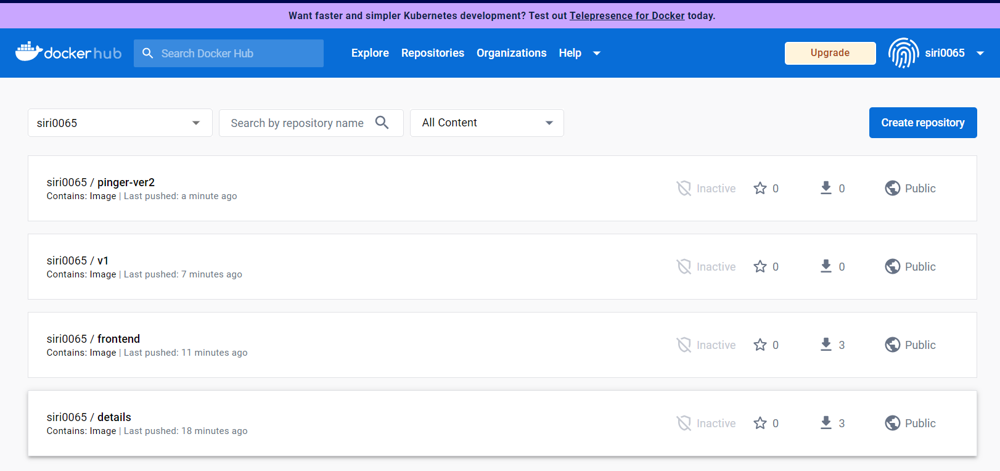 Want faster and simpler Kubernetes development? Test out Telepresence for Docker today.
dockerhub Search Docker Hub Explore Repositories Organizations Help Upgrade siri0065
siri0065 Search by repository name All Content Create repository
siri0065 / pinger-ver2
Contains: Image | Last pushed: a minute ago
Inactive 0 0 Public
siri0065 / v1
Contains: Image | Last pushed: 7 minutes ago
Inactive 0 0 Public
siri0065 / frontend
Contains: Image | Last pushed: 11 minutes ago
Inactive 0 3 Public
siri0065 / details
Contains: Image | Last pushed: 18 minutes ago
Inactive 0 3 Public